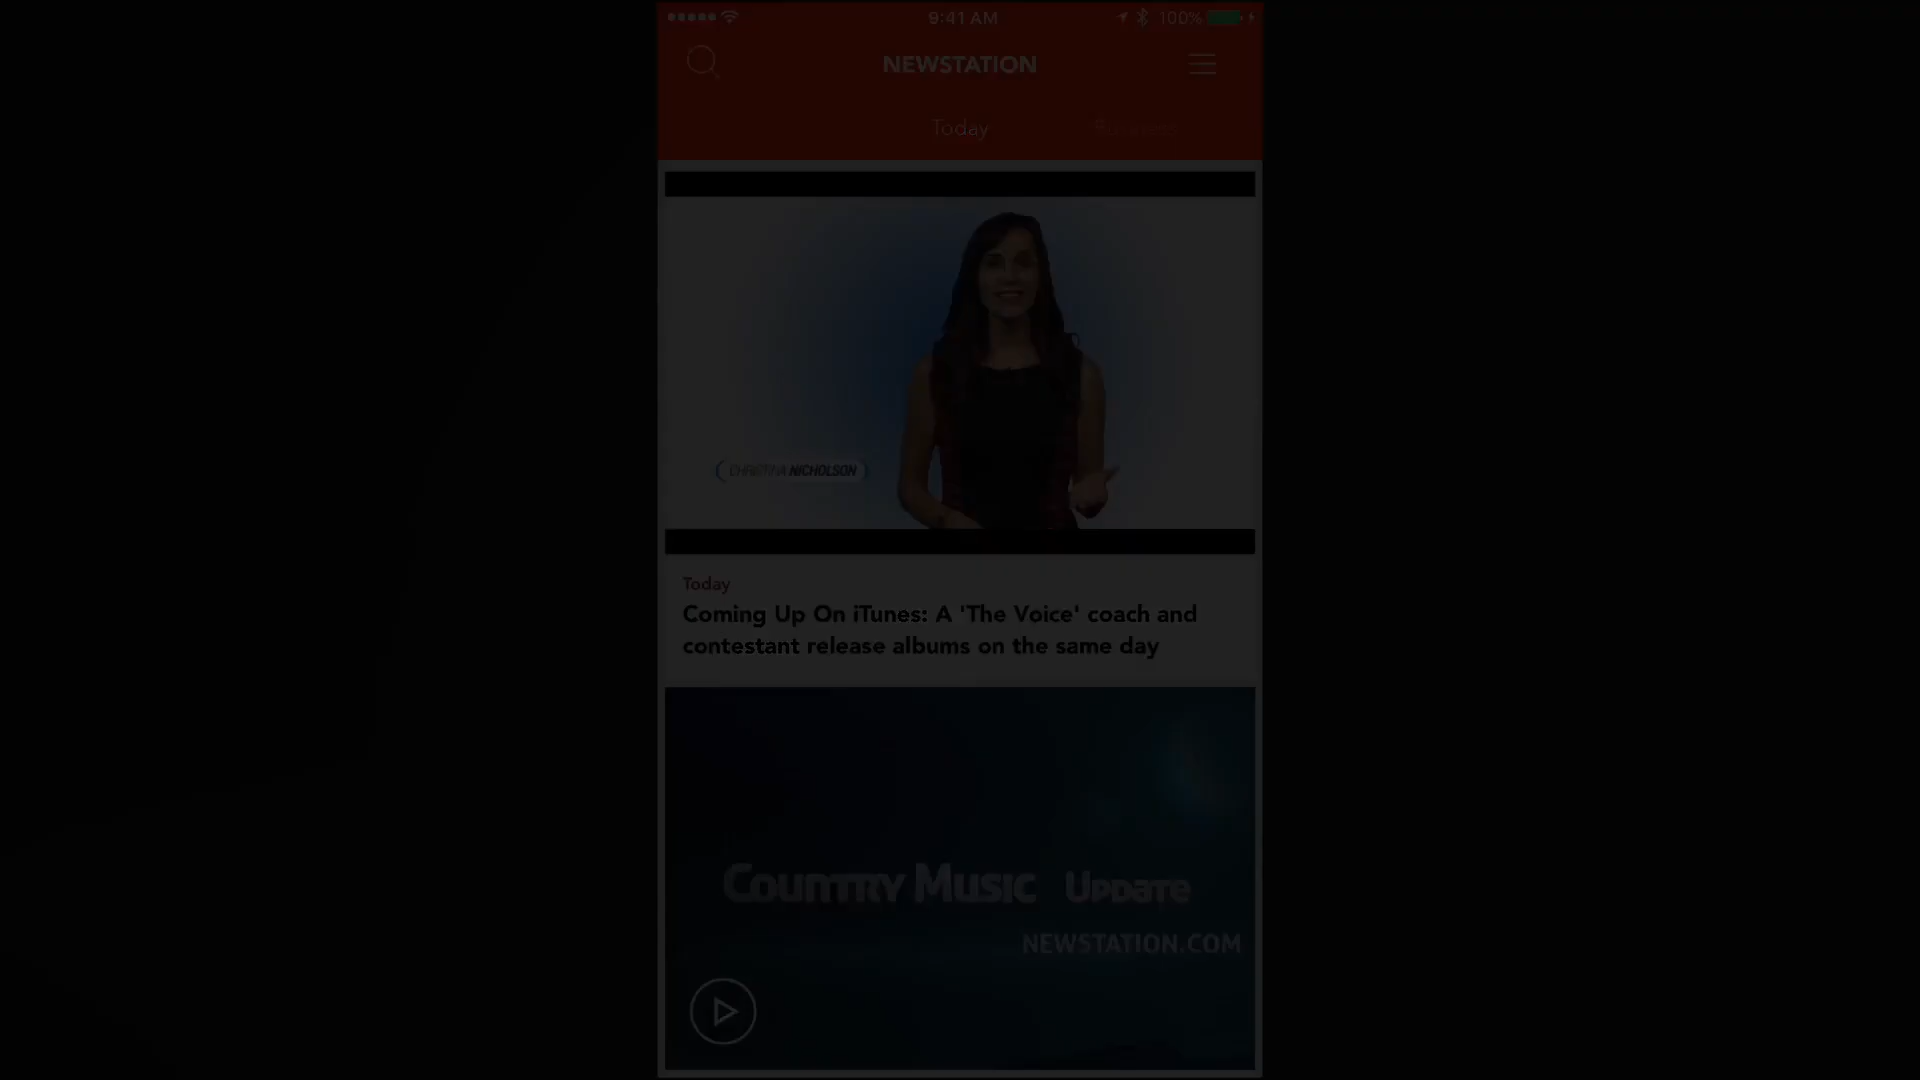 9:41 AM
100%
NEWSTATION
Today
CHRISTINA NICHOLSON
Today
Coming Up On iTunes: A 'The Voice' coach and
contestant release albums on the same day
COUNTRY MUSIC UPDATE
NEWSTATION.COM